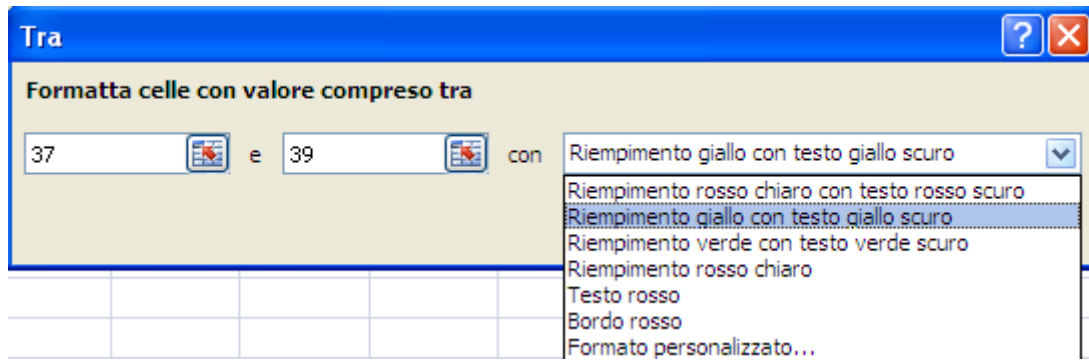 Tra
Formatta celle con valore compreso tra
37 e 39 con Riempimento giallo con testo giallo scuro
Riempimento rosso chiaro con testo rosso scuro
Riempimento giallo con testo giallo scuro
Riempimento verde con testo verde scuro
Riempimento rosso chiaro
Testo rosso
Bordo rosso
Formato personalizzato...